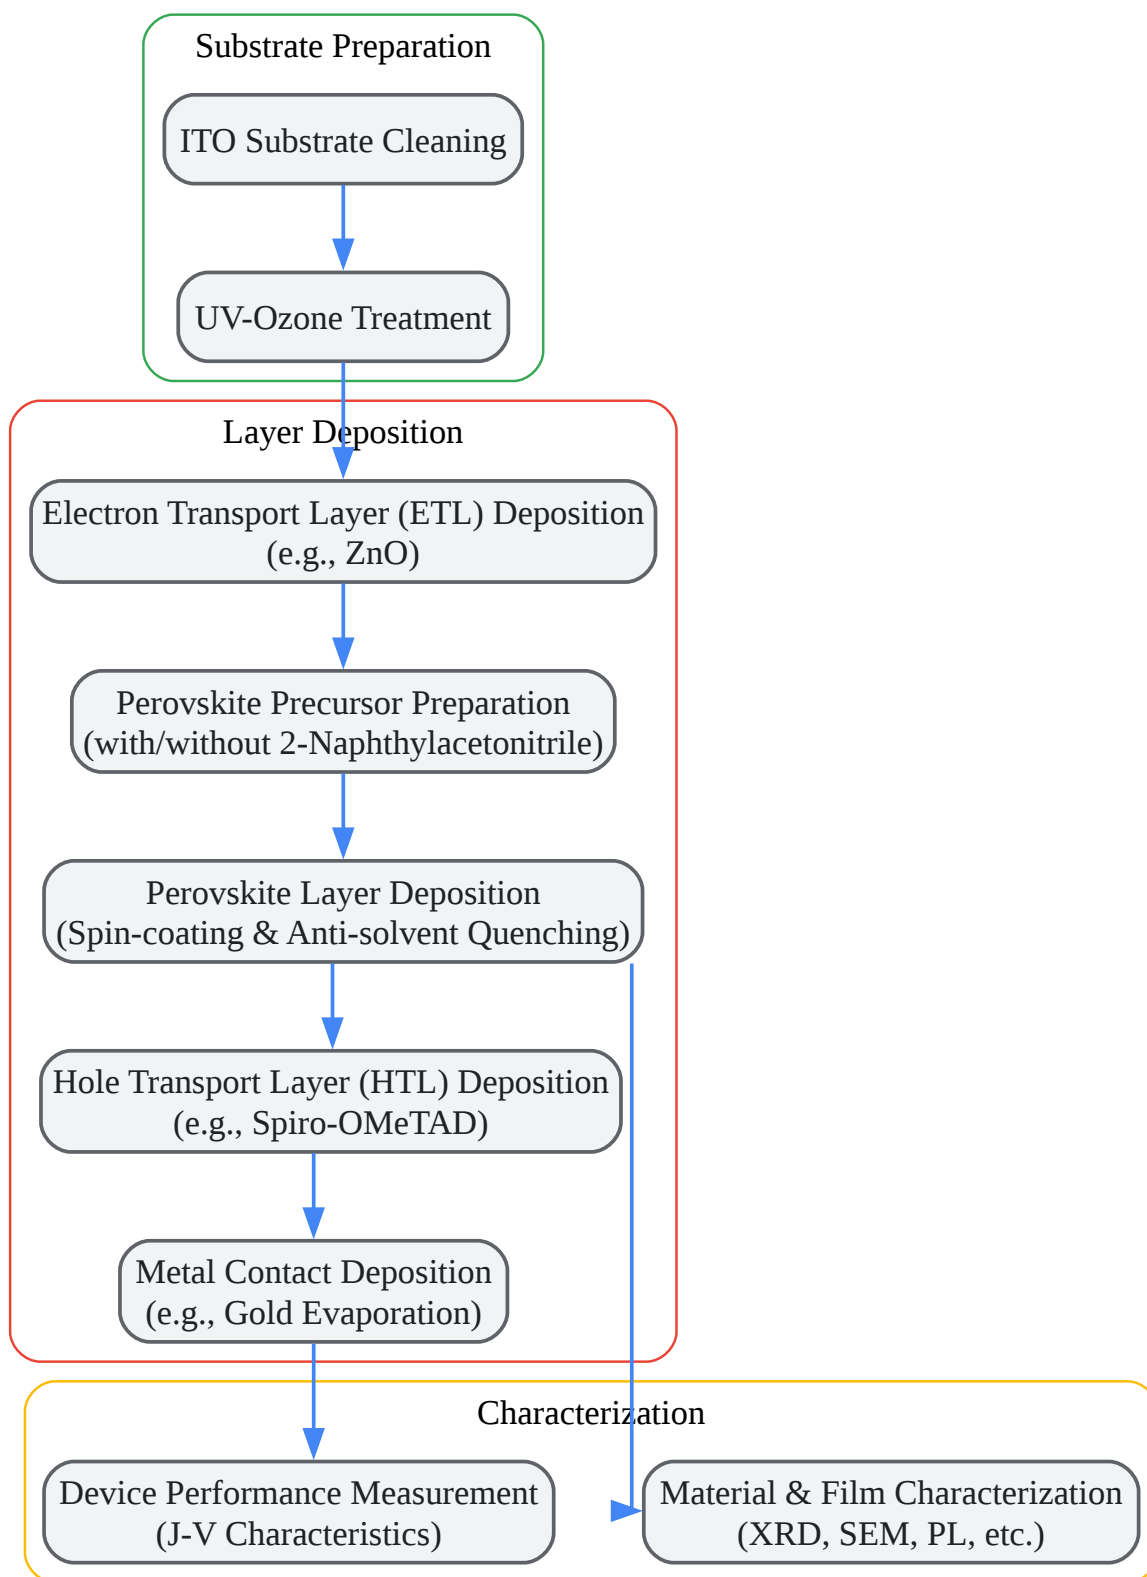 Substrate Preparation
ITO Substrate Cleaning
UV-Ozone Treatment
Layer Deposition
Electron Transport Layer (ETL) Deposition
(e.g., ZnO)
Perovskite Precursor Preparation
(with/without 2-Naphthylacetonitrile)
Perovskite Layer Deposition
(Spin-coating & Anti-solvent Quenching)
Hole Transport Layer (HTL) Deposition
(e.g., Spiro-OMeTAD)
Metal Contact Deposition
(e.g., Gold Evaporation)
Characterization
Device Performance Measurement
(J-V Characteristics)
Material & Film Characterization
(XRD, SEM, PL, etc.)